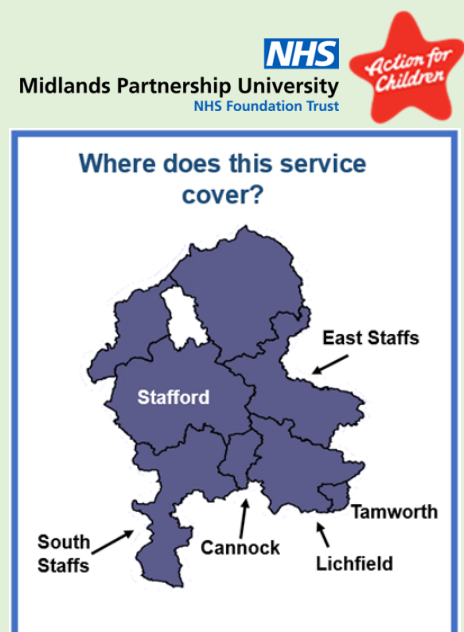 NHS
Midlands Partnership University
NHS Foundation Trust
Action for
Children
Where does this service
cover?
East Staffs
Stafford
Tamworth
South
Staffs
Cannock
Lichfield